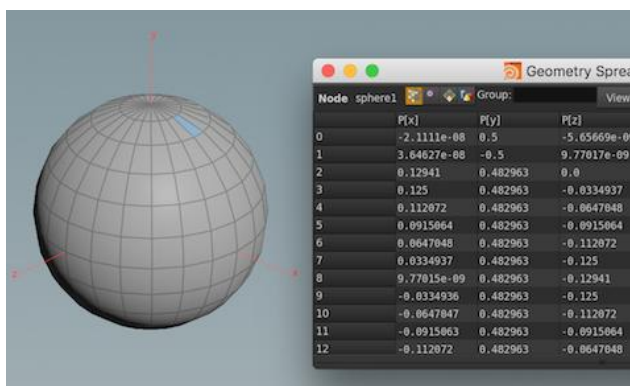 y
z
x
Geometry Sprea
Node sphere1 Group: View
P[x] P[y] P[z]
0 -2.1111e-08 0.5 -5.65669e-0
1 3.64627e-08 -0.5 9.77017e-09
2 0.12941 0.482963 0.0
3 0.125 0.482963 -0.0334937
4 0.112072 0.482963 -0.0647048
5 0.0915064 0.482963 -0.0915064
6 0.0647048 0.482963 -0.112072
7 0.0334937 0.482963 -0.125
8 9.77015e-09 0.482963 -0.12941
9 -0.0334936 0.482963 -0.125
10 -0.0647047 0.482963 -0.112072
11 -0.0915063 0.482963 -0.0915064
12 -0.112072 0.482963 -0.0647048